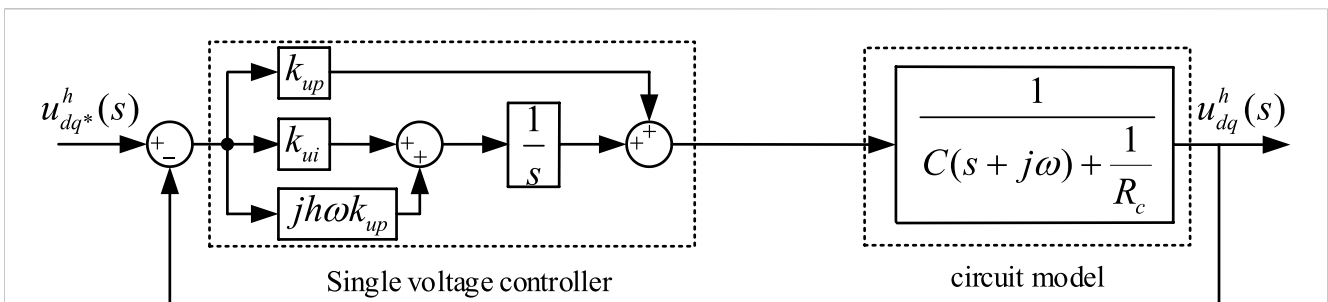 u^h_{dq*}(s)
+
−
k_{up}
k_{ui}
jhωk_{up}
+
+
1
s
+
+
1
C(s + jω) + 1/R_c
u^h_{dq}(s)
Single voltage controller
circuit model